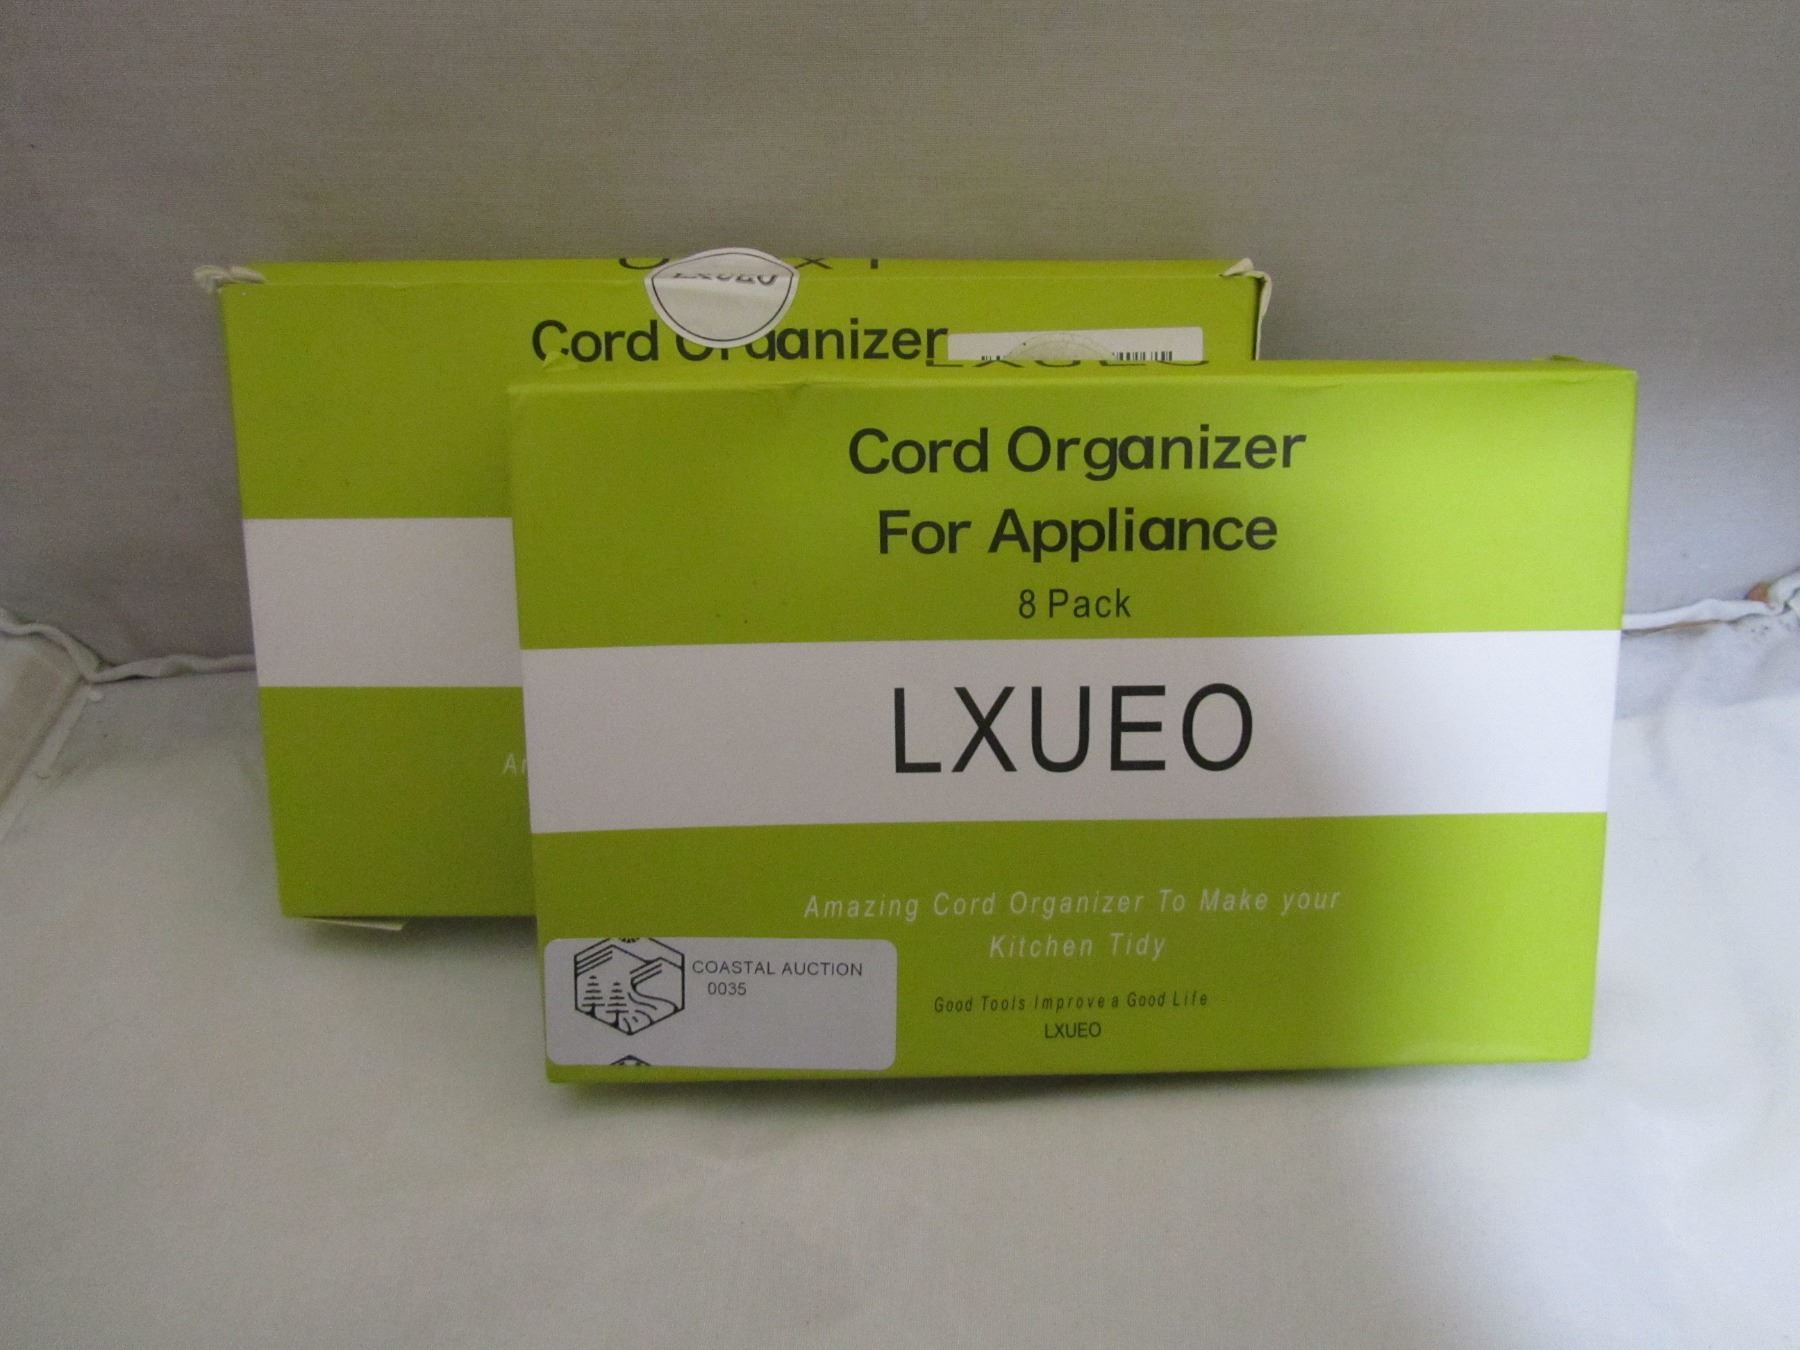 LXUEO
Cord Organizer
LXUEO
Cord Organizer
For Appliance
8 Pack
LXUEO
Amazing Cord Organizer To Make your
Kitchen Tidy
Good Tools Improve a Good Life
LXUEO
COASTAL AUCTION
0035